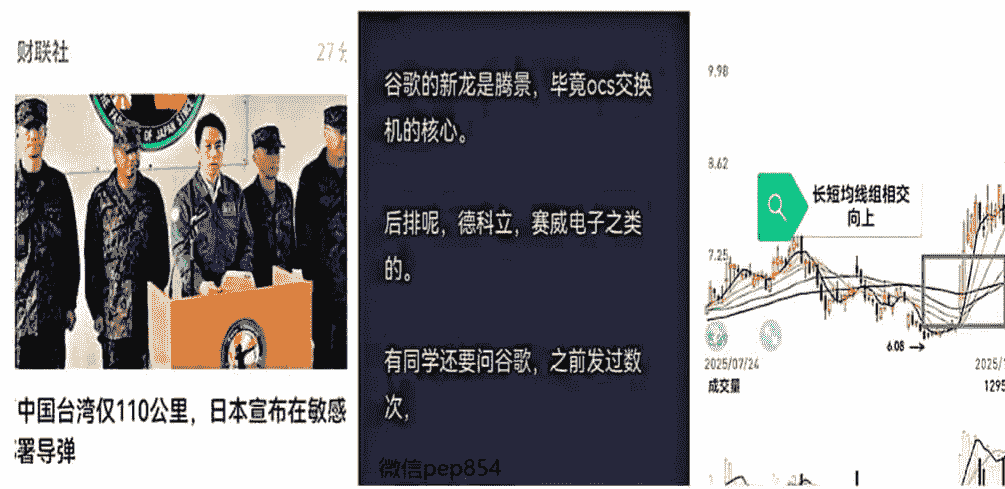 财联社
27分
中国台湾仅110公里，日本宣布在敏感
署导弹
谷歌的新龙是腾景，毕竟ocs交换
机的核心。
后排呢，德科立，赛威电子之类
的。
有同学还要问谷歌，之前发过数
次，
微信pep854
9.98
8.62
长短均线组相交
向上
7.25
6.08
2025/07/24
2025/
成交量
1295